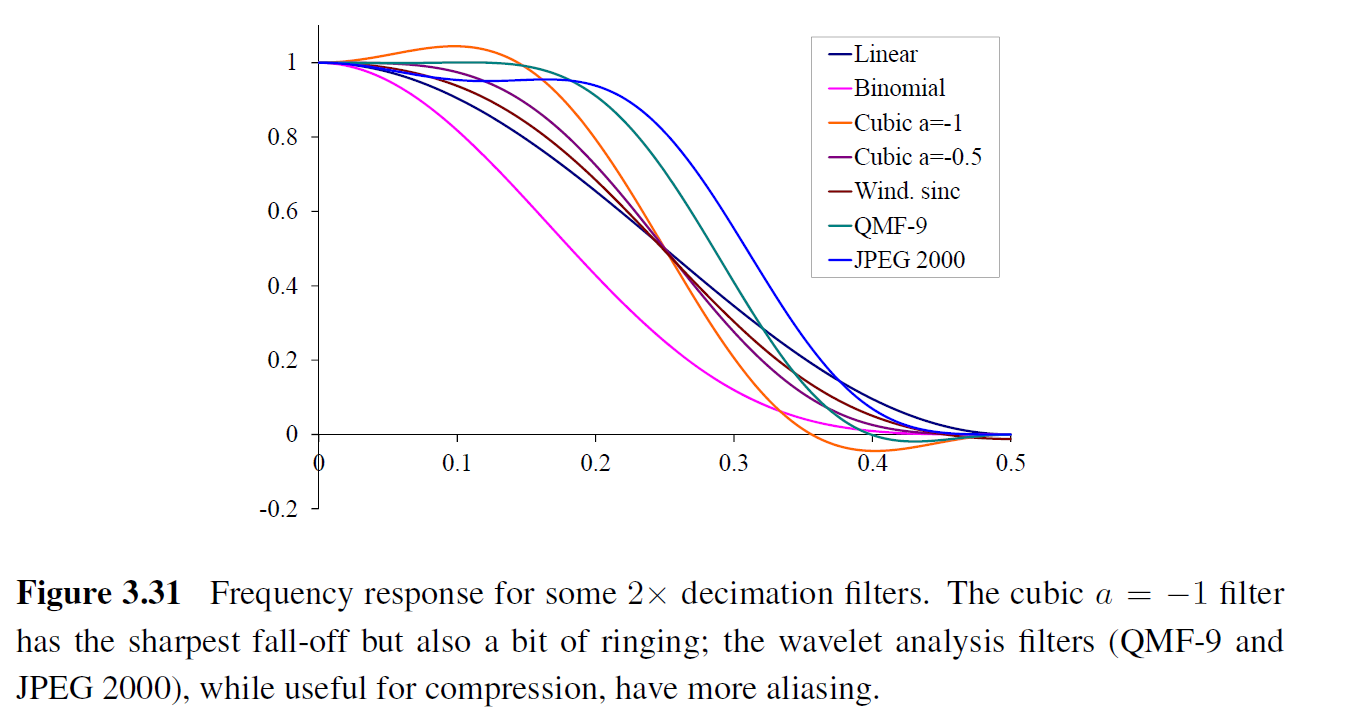 1
0.8
0.6
0.4
0.2
0
-0.2
0
0.1
0.2
0.3
0.4
0.5
Linear
Binomial
Cubic a=-1
Cubic a=-0.5
Wind. sinc
QMF-9
JPEG 2000
Figure 3.31 Frequency response for some 2× decimation filters. The cubic a = −1 filter
has the sharpest fall-off but also a bit of ringing; the wavelet analysis filters (QMF-9 and
JPEG 2000), while useful for compression, have more aliasing.